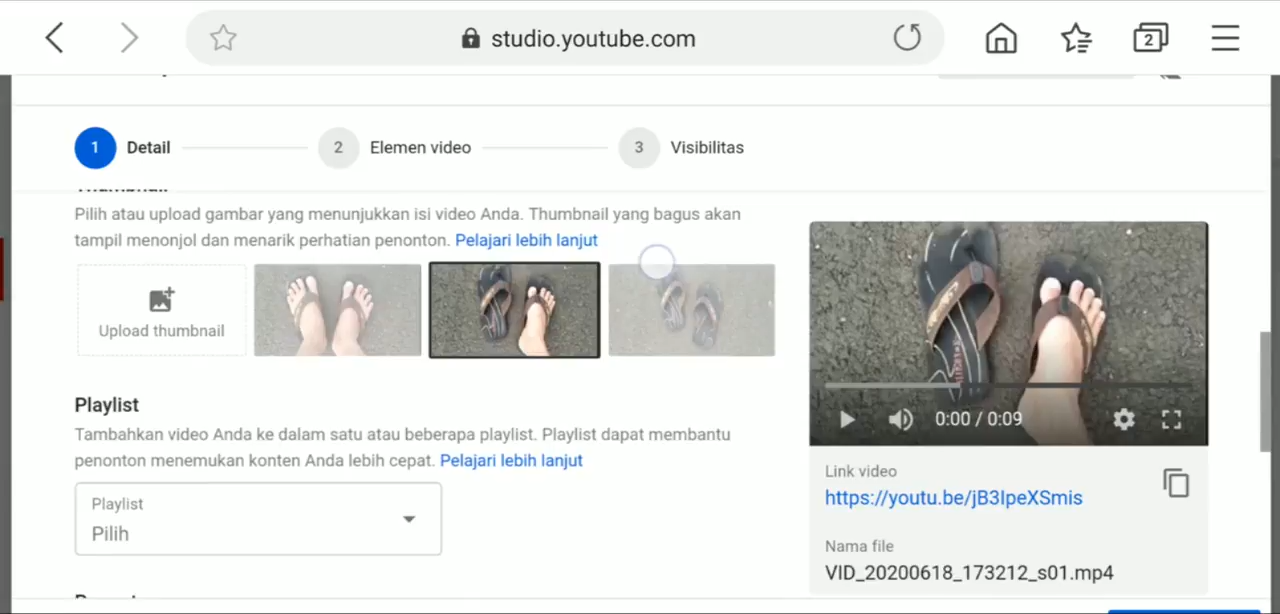 studio.youtube.com
2
1 Detail 2 Elemen video 3 Visibilitas
Pilih atau upload gambar yang menunjukkan isi video Anda. Thumbnail yang bagus akan
tampil menonjol dan menarik perhatian penonton. Pelajari lebih lanjut
Upload thumbnail
Playlist
Tambahkan video Anda ke dalam satu atau beberapa playlist. Playlist dapat membantu
penonton menemukan konten Anda lebih cepat. Pelajari lebih lanjut
Playlist
Pilih
0:00 / 0:09
Link video
https://youtu.be/jB3IpeXSmis
Nama file
VID_20200618_173212_s01.mp4